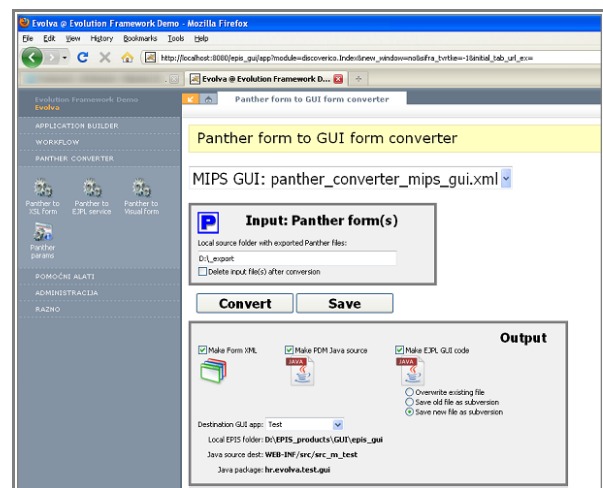 Evolva @ Evolution Framework Demo - Mozilla Firefox
File Edit View History Bookmarks Tools Help
http://localhost:8000/epis_gui/app?module=discoverico.Index&new_window=no&sifra_tvrtke=-1&initial_tab_url_ex=
Evolva @ Evolution Framework D...
Evolution Framework Demo
Evolva
Panther form to GUI form converter
APPLICATION BUILDER
WORKFLOW
PANTHER CONVERTER
Panther to XSL form
Panther to EJPL service
Panther to Visual form
Panther params
POMOĆNI ALATI
ADMINISTRACIJA
RAZNO
Panther form to GUI form converter
MIPS GUI: panther_converter_mips_gui.xml
P Input: Panther form(s)
Local source folder with exported Panther files:
D:\_export
Delete input file(s) after conversion
Convert Save
Output
Make Form XML Make PDM Java source Make EJPL GUI code
JAVA JAVA
Overwrite existing file
Save old file as subversion
Save new file as subversion
Destination GUI app: Test
Local EPIS folder: D:\EPIS_products\GUI\epis_gui
Java source dest: WEB-INF/src/src_m_test
Java package: hr.evolva.test.gui